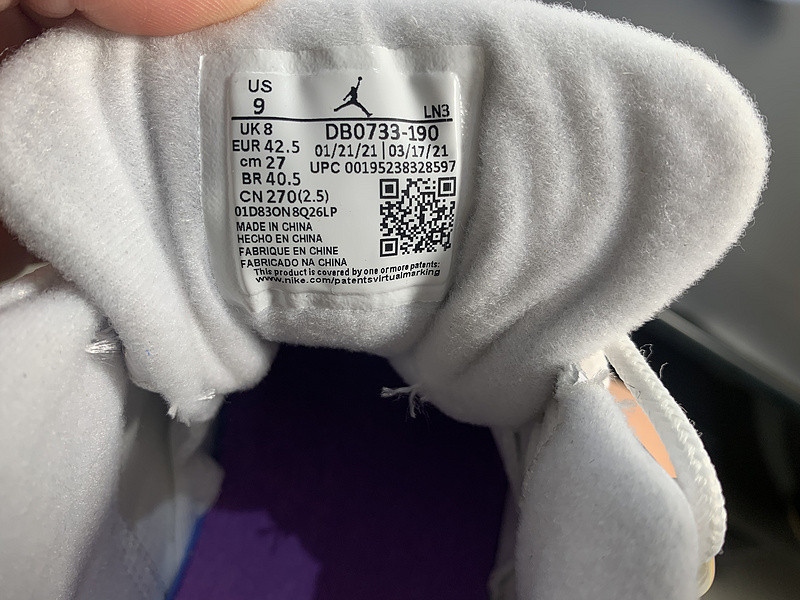 US
9
LN3
UK 8
DB0733-190
EUR 42.5
01/21/21 | 03/17/21
cm 27
UPC 00195238328597
BR 40.5
CN 270(2.5)
01D83ON8Q26LP
MADE IN CHINA
HECHO EN CHINA
FABRIQUE EN CHINE
FABRICADO NA CHINA
This product is covered by one or more patents:
www.nike.com/patentsvirtualmarking